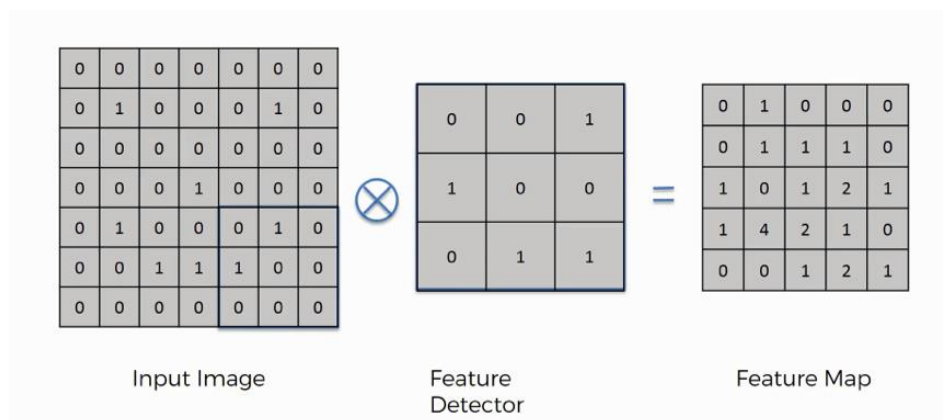 0 0 0 0 0 0 0
0 1 0 0 0 1 0
0 0 0 0 0 0 0
0 0 0 1 0 0 0
0 1 0 0 0 1 0
0 0 1 1 1 0 0
0 0 0 0 0 0 0
Input Image
0 0 1
1 0 0
0 1 1
Feature
Detector
=
0 1 0 0 0
0 1 1 1 0
1 0 1 2 1
1 4 2 1 0
0 0 1 2 1
Feature Map